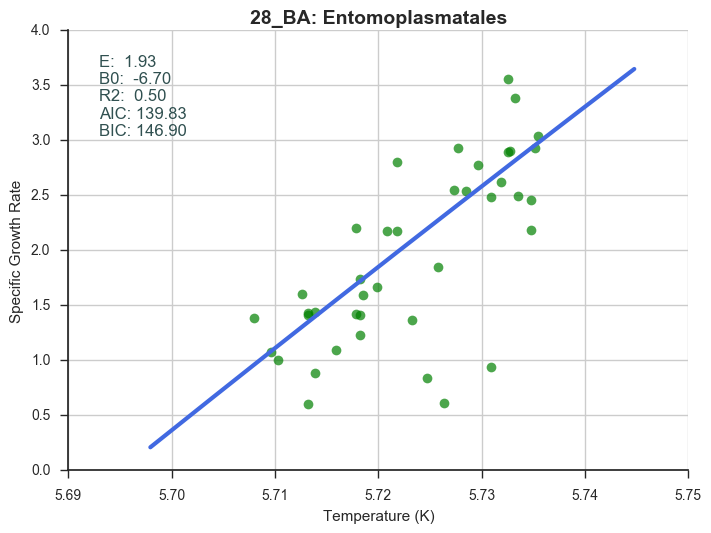 28_BA: Entomoplasmatales
E:  1.93
B0:  -6.70
R2:  0.50
AIC: 139.83
BIC: 146.90
Specific Growth Rate
4.0
3.5
3.0
2.5
2.0
1.5
1.0
0.5
0.0
5.69 5.70 5.71 5.72 5.73 5.74 5.75
Temperature (K)